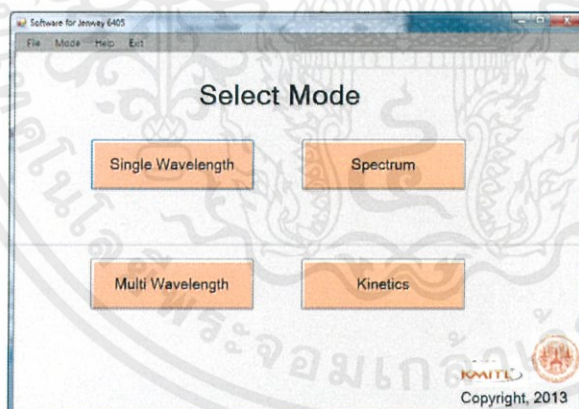 Software for Jenway 6405
File Mode Help Exit
Select Mode
Single Wavelength Spectrum
Multi Wavelength Kinetics
KMITL
Copyright, 2013